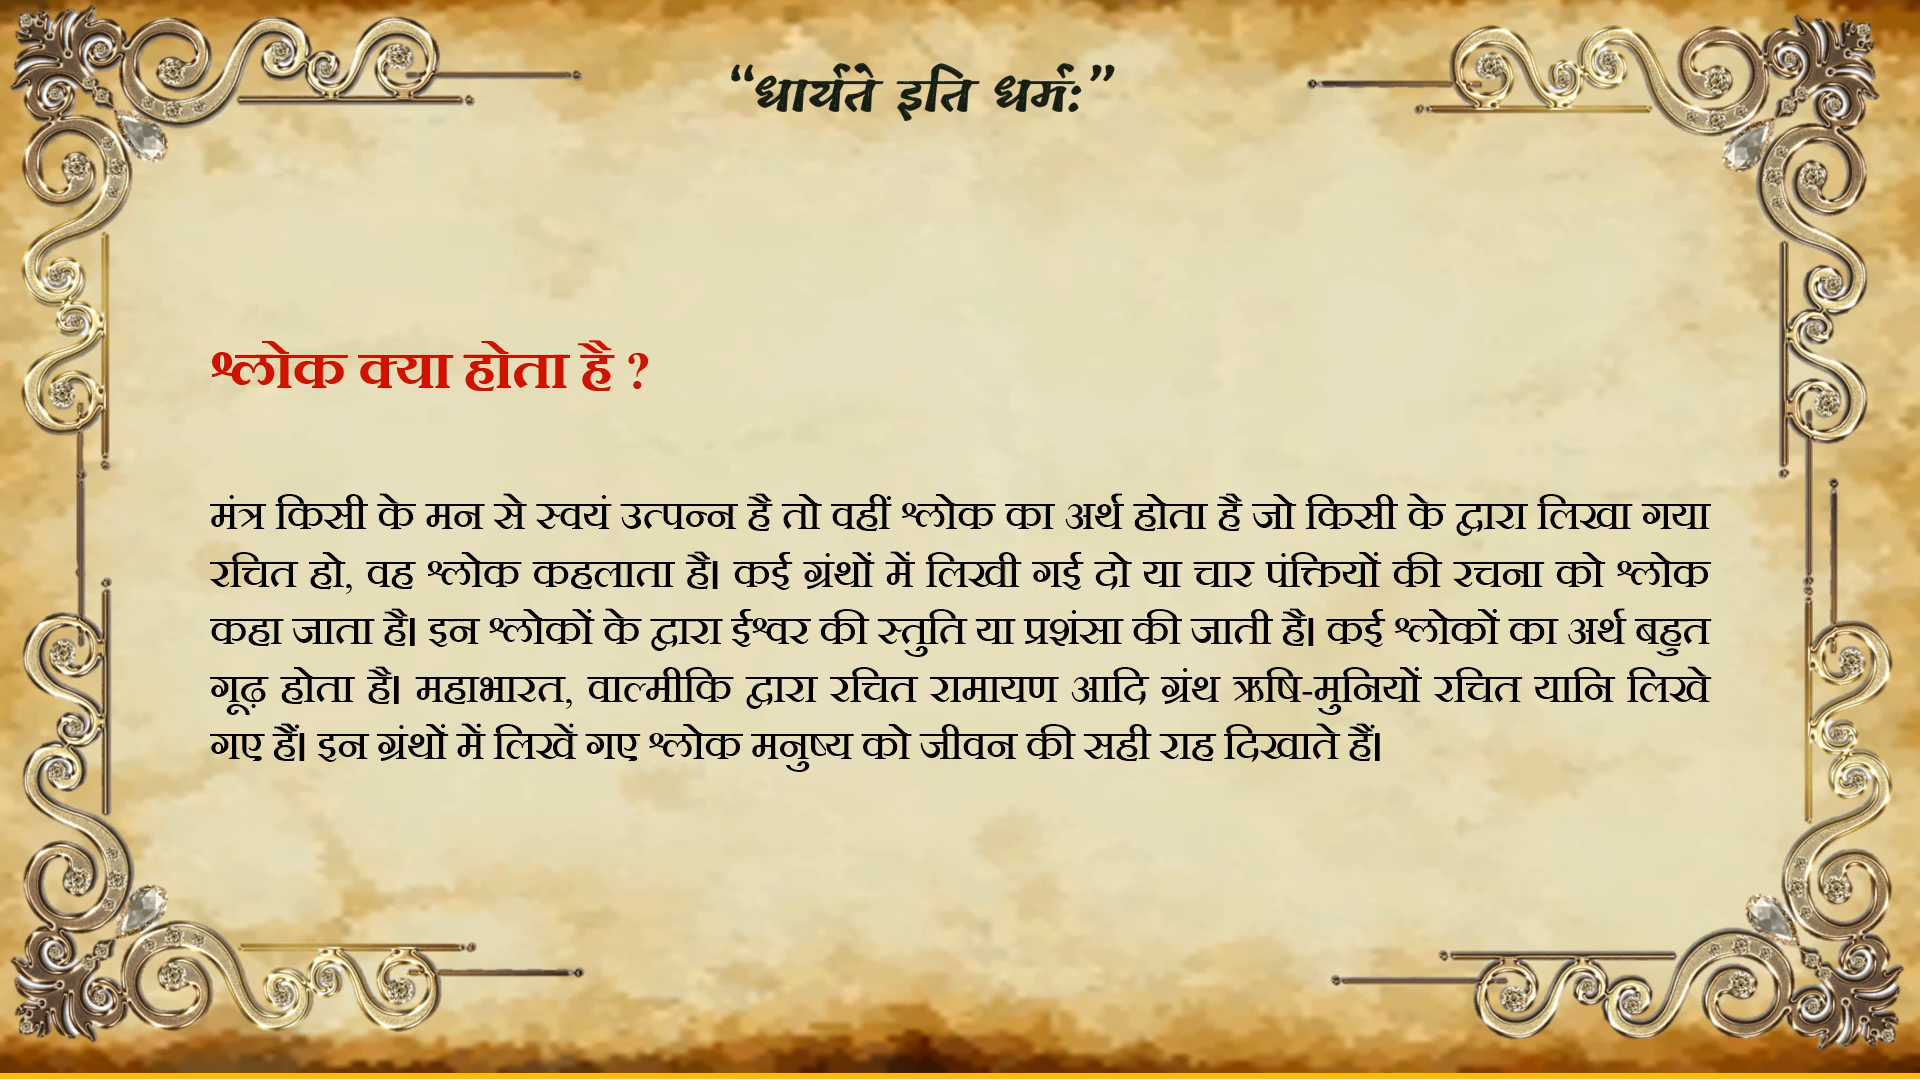 “धार्यते इति धर्म:”
श्लोक क्या होता है ?
मंत्र किसी के मन से स्वयं उत्पन्न है तो वहीं श्लोक का अर्थ होता है जो किसी के द्वारा लिखा गया
रचित हो, वह श्लोक कहलाता है। कई ग्रंथों में लिखी गई दो या चार पंक्तियों की रचना को श्लोक
कहा जाता है। इन श्लोकों के द्वारा ईश्वर की स्तुति या प्रशंसा की जाती है। कई श्लोकों का अर्थ बहुत
गूढ़ होता है। महाभारत, वाल्मीकि द्वारा रचित रामायण आदि ग्रंथ ऋषि-मुनियों रचित यानि लिखे
गए हैं। इन ग्रंथों में लिखें गए श्लोक मनुष्य को जीवन की सही राह दिखाते हैं।